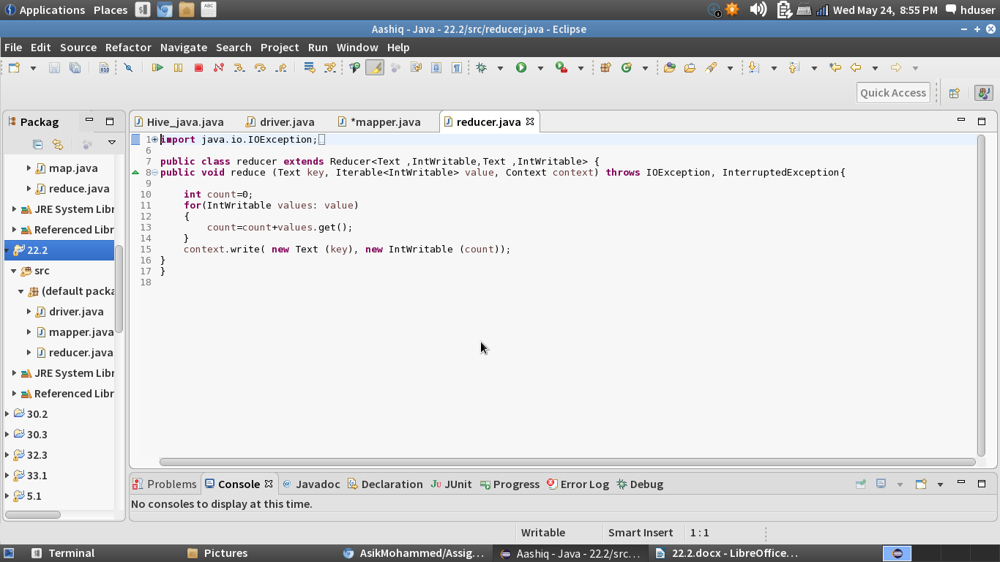 Applications Places Wed May 24, 8:55 PM hduser
Aashiq - Java - 22.2/src/reducer.java - Eclipse
File Edit Source Refactor Navigate Search Project Run Window Help
Quick Access
Packag
map.java
reduce.java
JRE System Libr
Referenced Libr
22.2
src
(default packa
driver.java
mapper.java
reducer.java
JRE System Libr
Referenced Libr
30.2
30.3
32.3
33.1
5.1
Hive_java.java driver.java *mapper.java reducer.java
1 import java.io.IOException;
6
7 public class reducer extends Reducer<Text ,IntWritable,Text ,IntWritable> {
8 public void reduce (Text key, Iterable<IntWritable> value, Context context) throws IOException, InterruptedException{
9
10 int count=0;
11 for(IntWritable values: value)
12 {
13 count=count+values.get();
14 }
15 context.write( new Text (key), new IntWritable (count));
16 }
17 }
18
Problems Console Javadoc Declaration JUnit Progress Error Log Debug
No consoles to display at this time.
Writable Smart Insert 1 : 1
Terminal Pictures AsikMohammed/Assig... Aashiq - Java - 22.2/src... 22.2.docx - LibreOffice...